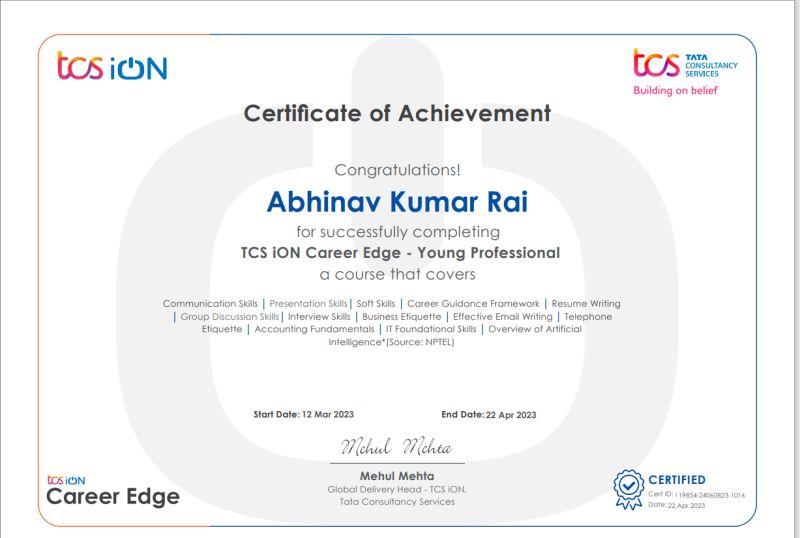 tcs iON
tcs TATA
CONSULTANCY
SERVICES
Building on belief
Certificate of Achievement
Congratulations!
Abhinav Kumar Rai
for successfully completing
TCS iON Career Edge - Young Professional
a course that covers
Communication Skills | Presentation Skills | Soft Skills | Career Guidance Framework | Resume Writing
| Group Discussion Skills | Interview Skills | Business Etiquette | Effective Email Writing | Telephone
Etiquette | Accounting Fundamentals | IT Foundational Skills | Overview of Artificial
Intelligence*(Source: NPTEL)
Start Date: 12 Mar 2023 End Date: 22 Apr 2023
Mehul Mehta
Mehul Mehta
Global Delivery Head - TCS iON,
Tata Consultancy Services
tcs iON
Career Edge
CERTIFIED
Cert ID: 119854-24060823-1016
Date: 22 Apr 2023